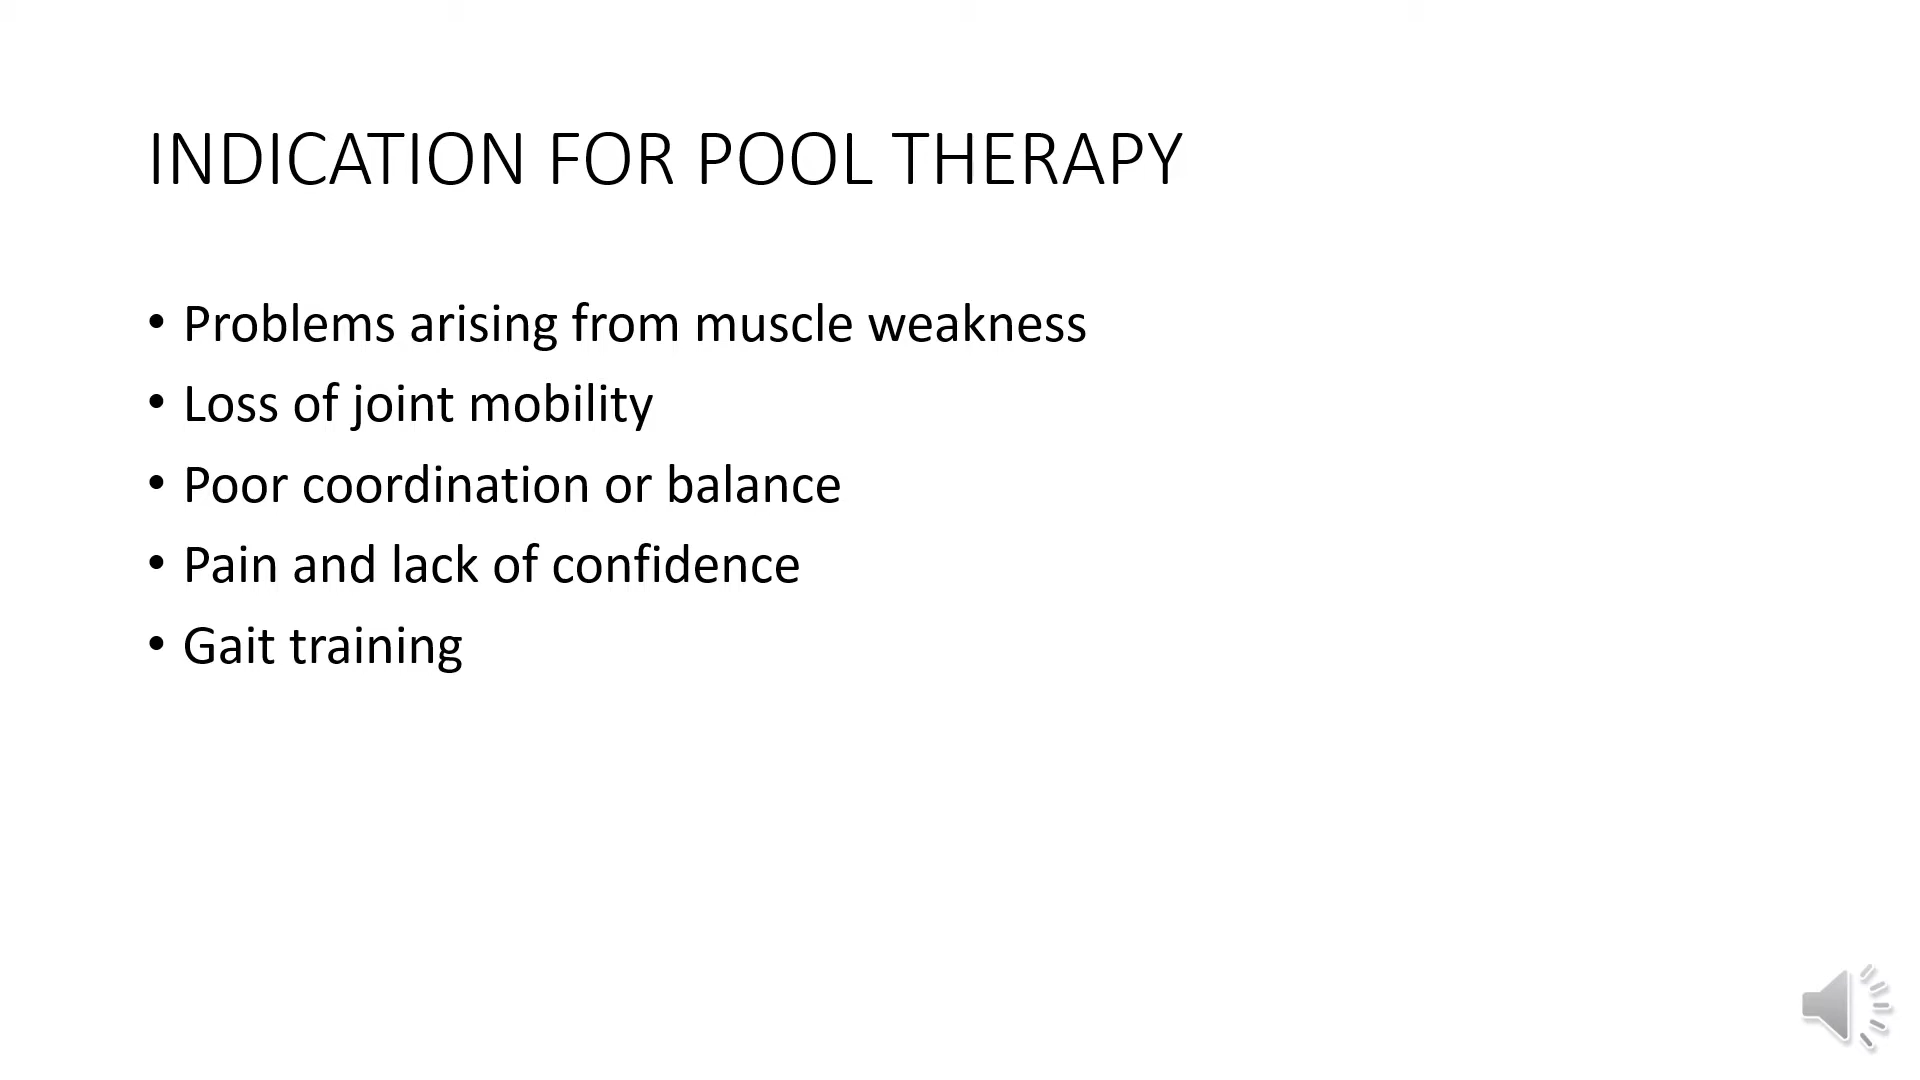 INDICATION FOR POOL THERAPY
• Problems arising from muscle weakness
• Loss of joint mobility
• Poor coordination or balance
• Pain and lack of confidence
• Gait training